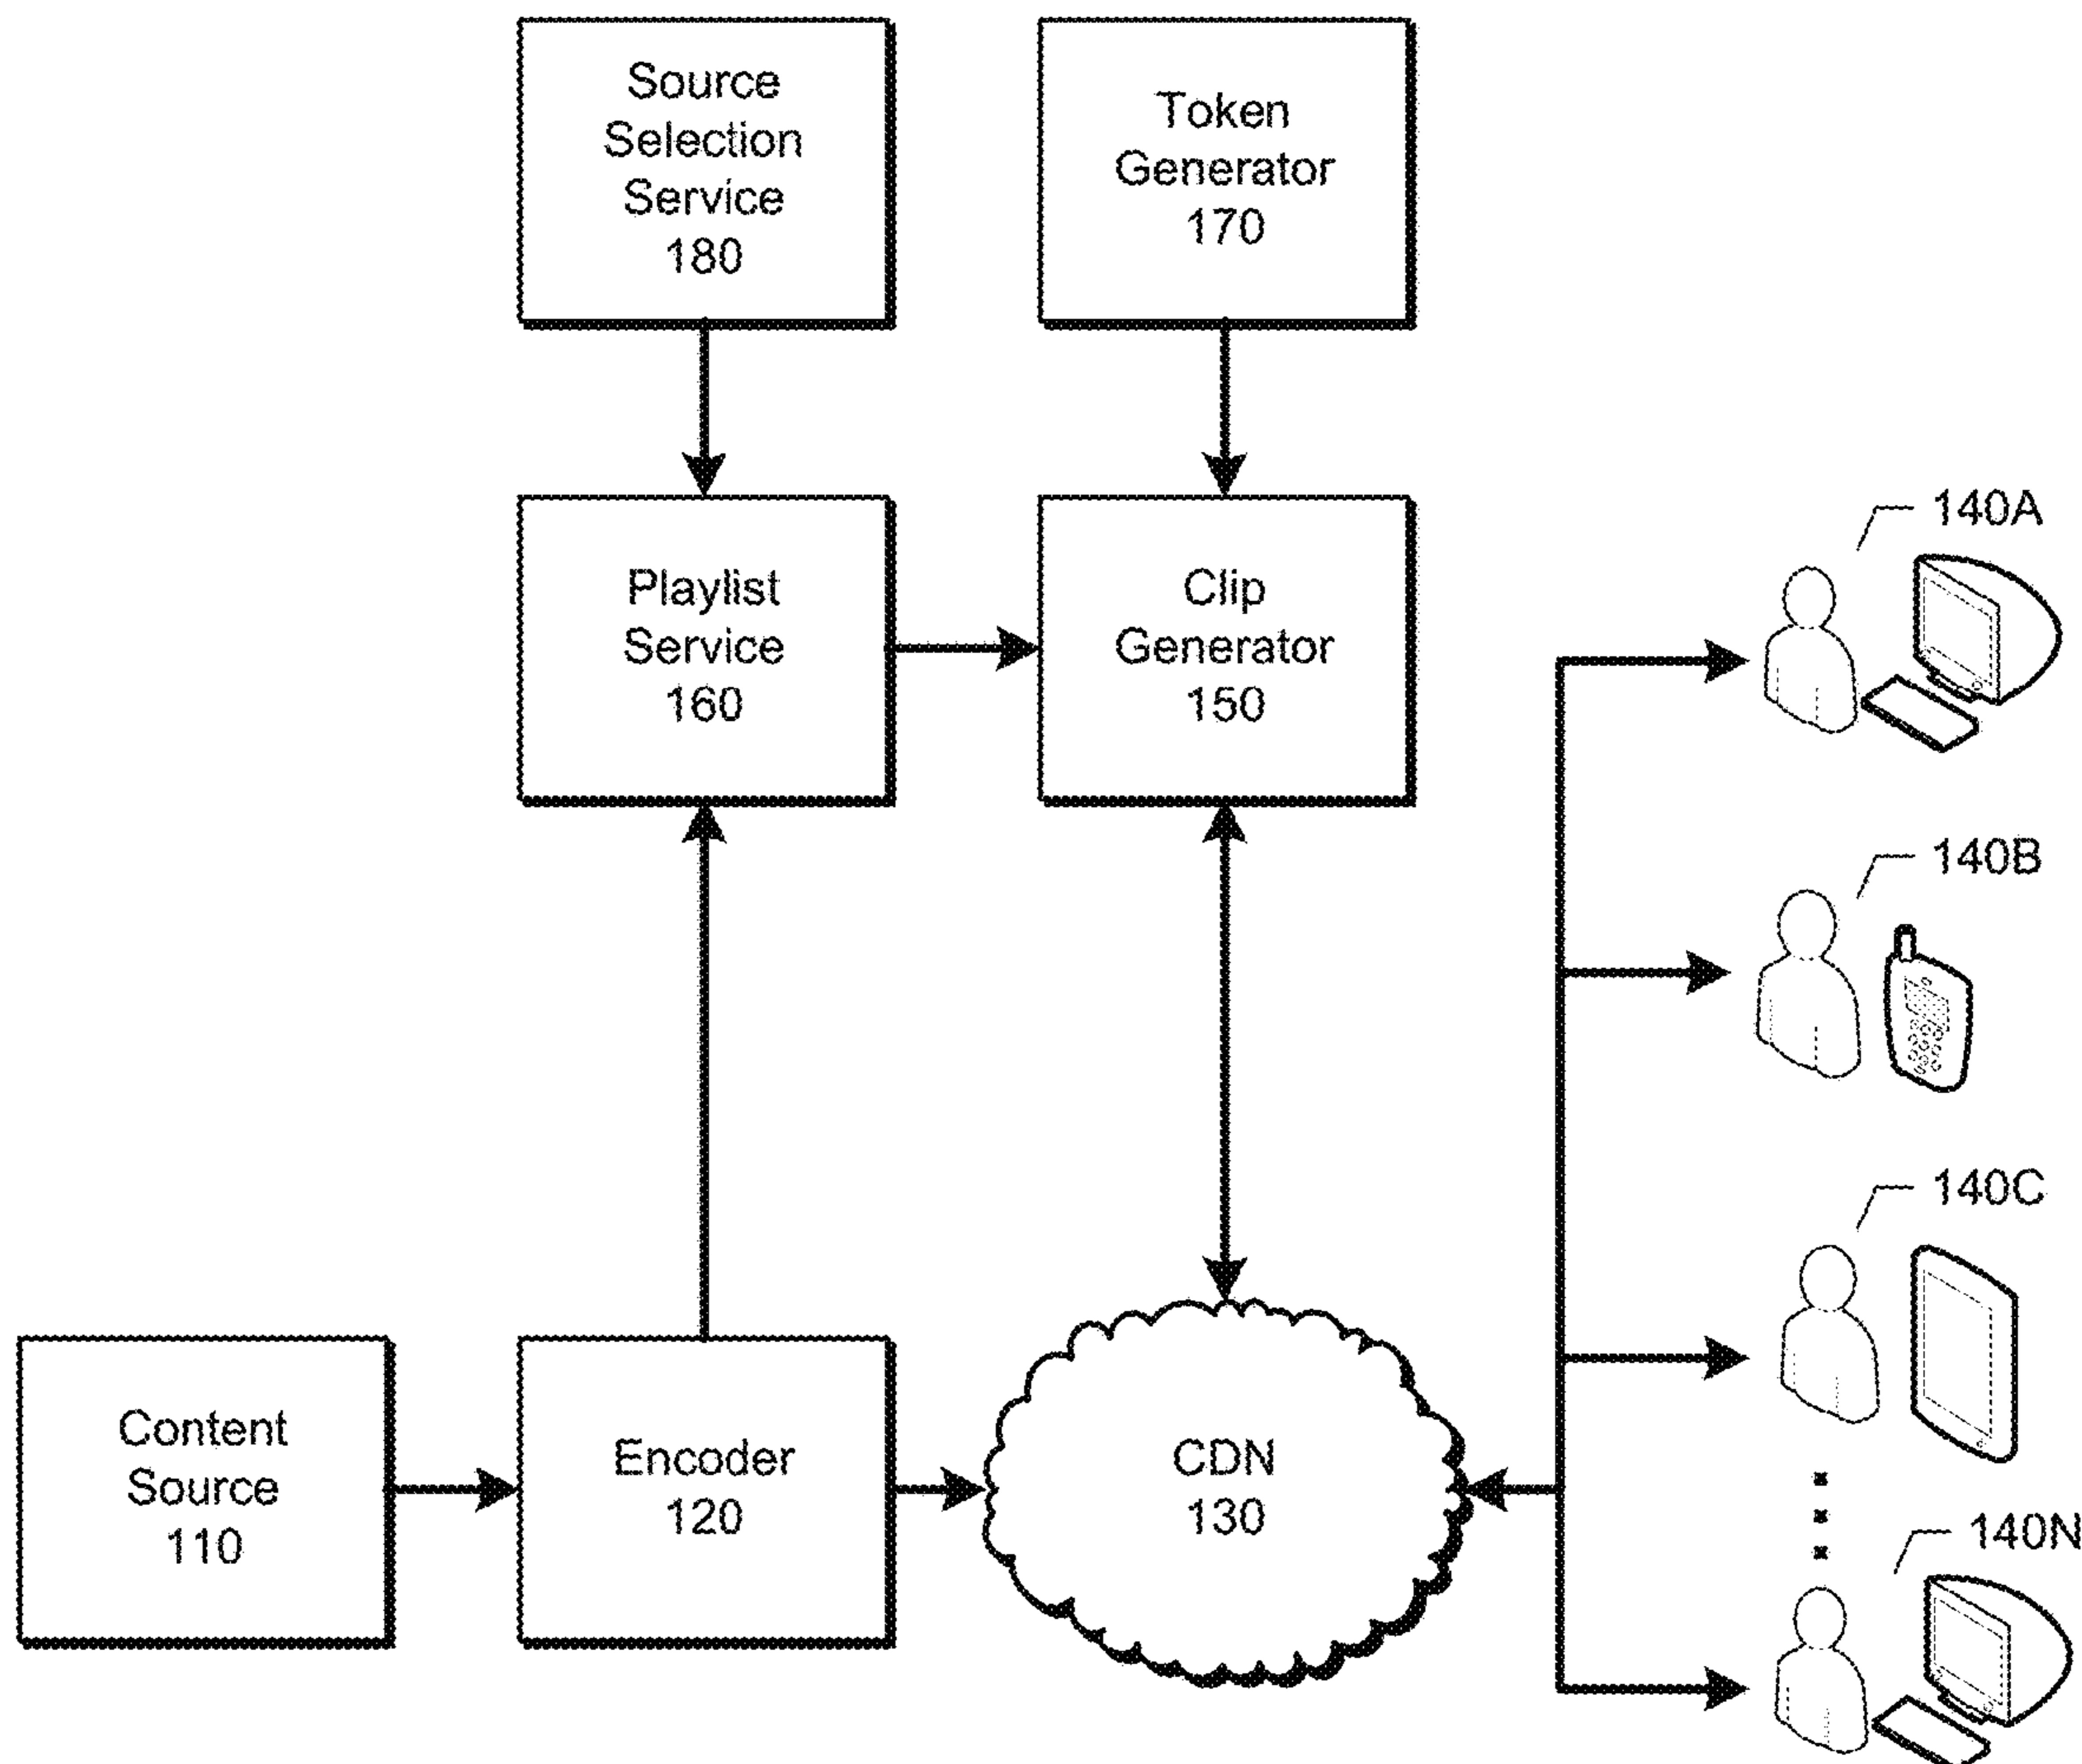 Source
Selection
Service
180
Token
Generator
170
Playlist
Service
160
Clip
Generator
150
140A
140B
140C
140N
Content
Source
110
Encoder
120
CDN
130